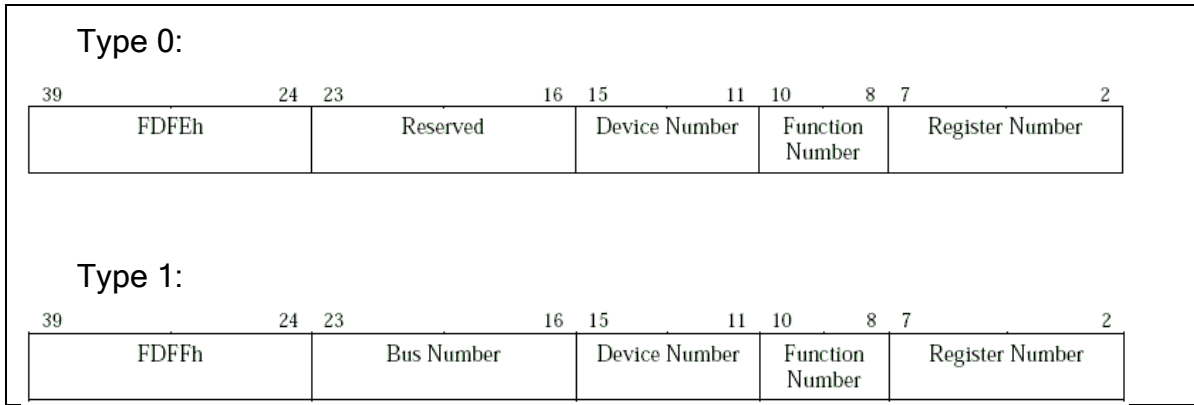 Type 0:
39 24 23 16 15 11 10 8 7 2
FDFEh Reserved Device Number Function Number Register Number
Type 1:
39 24 23 16 15 11 10 8 7 2
FDFFh Bus Number Device Number Function Number Register Number